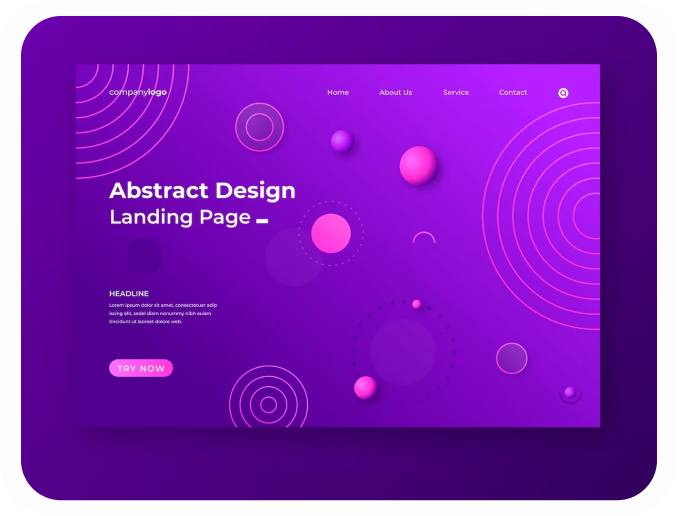 companylogo
Home About Us Service Contact
Abstract Design
Landing Page
HEADLINE
Lorem ipsum dolor sit amet, consectetuer adip
iscing elit, sedel diam nonummy nibh euism
tincidunt ut laoreet dolore web.
TRY NOW